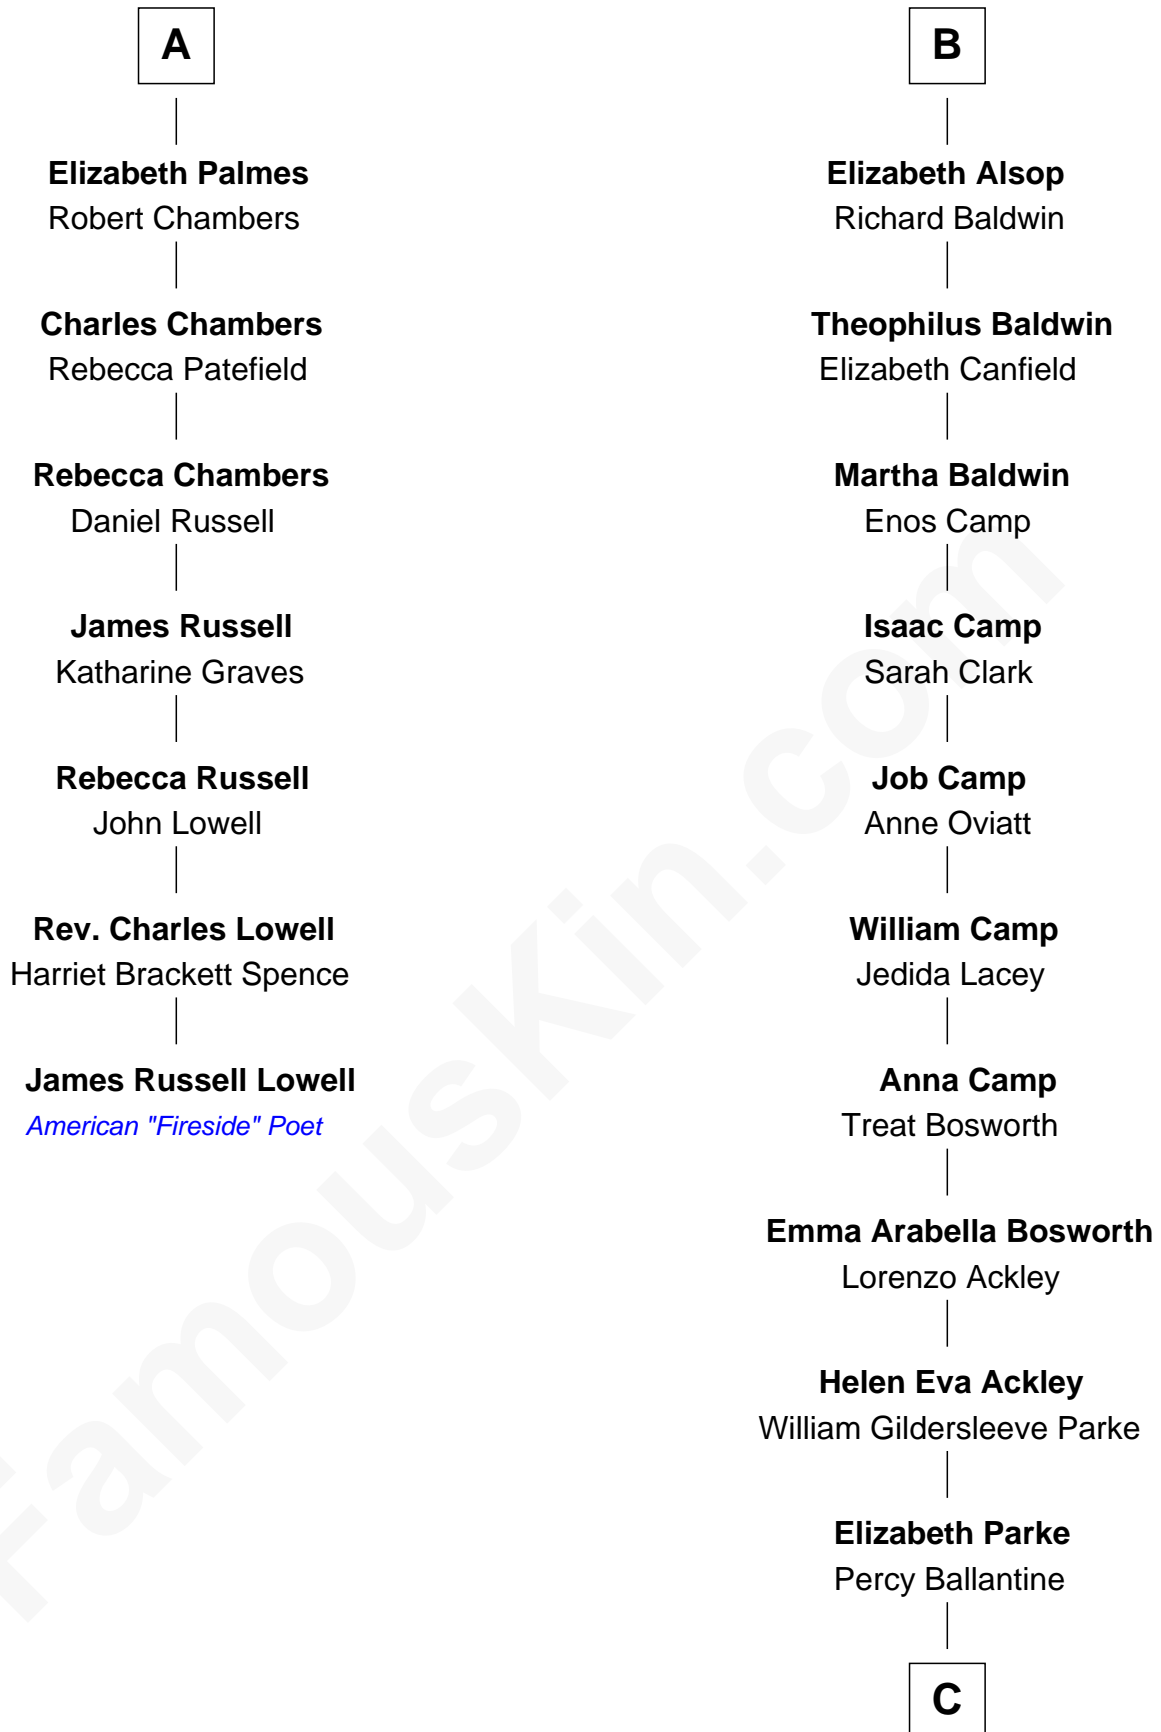 A
Elizabeth Palmes
Robert Chambers
Charles Chambers
Rebecca Patefield
Rebecca Chambers
Daniel Russell
James Russell
Katharine Graves
Rebecca Russell
John Lowell
Rev. Charles Lowell
Harriet Brackett Spence
James Russell Lowell
American "Fireside" Poet
B
Elizabeth Alsop
Richard Baldwin
Theophilus Baldwin
Elizabeth Canfield
Martha Baldwin
Enos Camp
Isaac Camp
Sarah Clark
Job Camp
Anne Oviatt
William Camp
Jedida Lacey
Anna Camp
Treat Bosworth
Emma Arabella Bosworth
Lorenzo Ackley
Helen Eva Ackley
William Gildersleeve Parke
Elizabeth Parke
Percy Ballantine
C
FamousKin.com